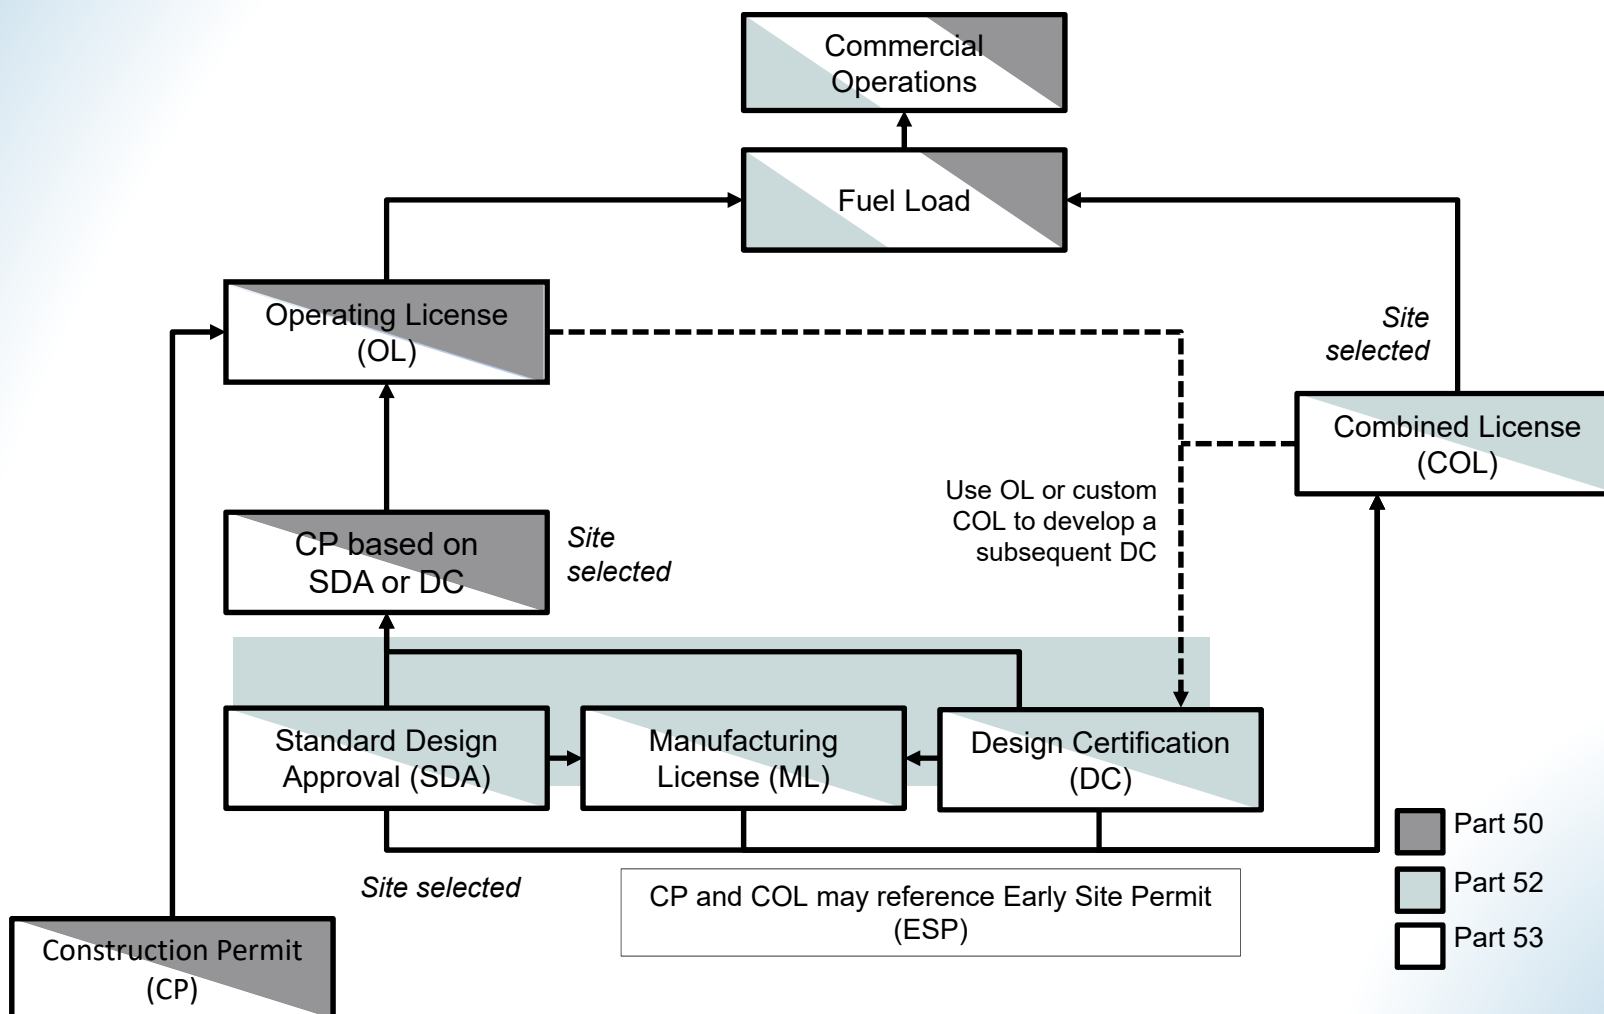 Commercial
Operations
Fuel Load
Operating License
(OL)
Site
selected
Combined License
(COL)
Use OL or custom
COL to develop a
subsequent DC
CP based on
SDA or DC
Site
selected
Standard Design
Approval (SDA)
Manufacturing
License (ML)
Design Certification
(DC)
Part 50
Part 52
Part 53
Site selected
CP and COL may reference Early Site Permit
(ESP)
Construction Permit
(CP)